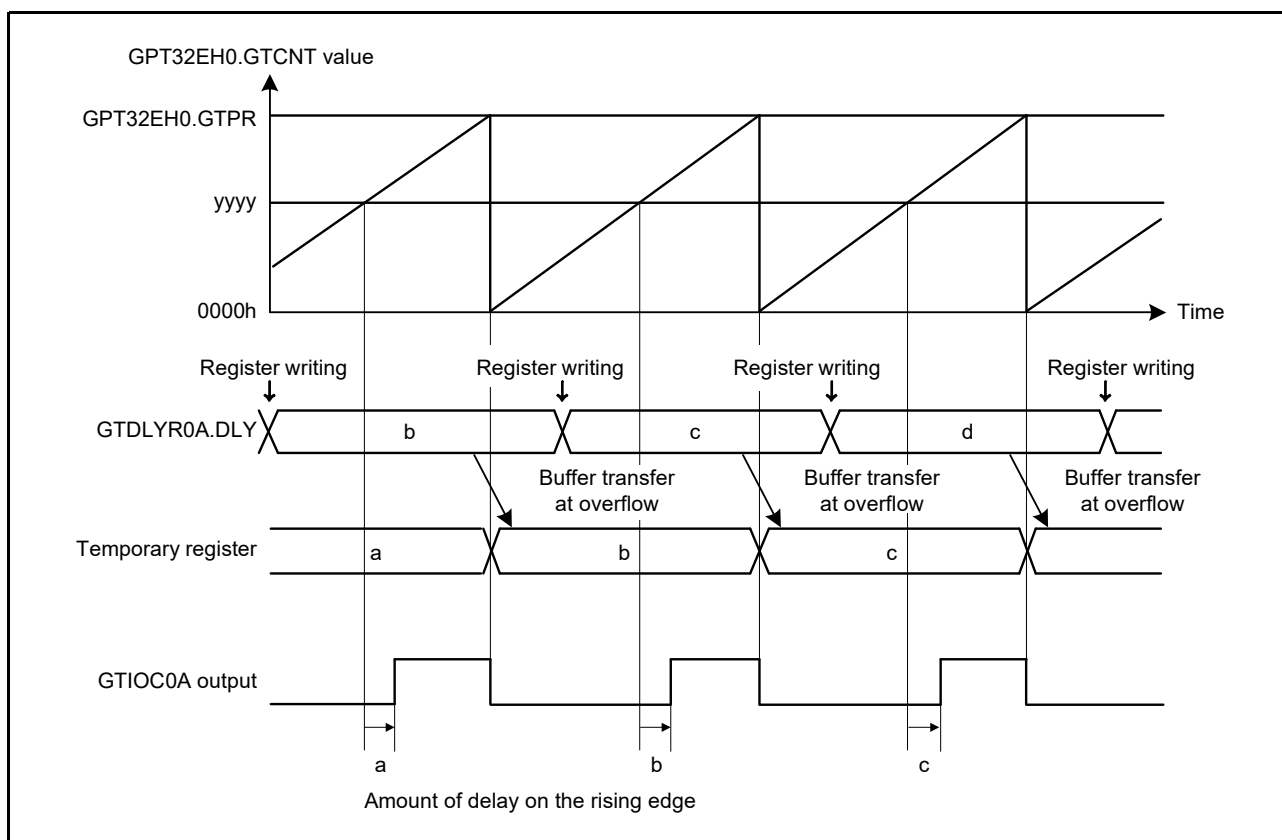 GPT32EH0.GTCNT value
GPT32EH0.GTPR
yyyy
0000h
Time
Register writing
Register writing
Register writing
Register writing
GTDLYR0A.DLY
b
c
d
Buffer transfer
at overflow
Buffer transfer
at overflow
Buffer transfer
at overflow
Temporary register
a
b
c
GTIOC0A output
a
b
c
Amount of delay on the rising edge